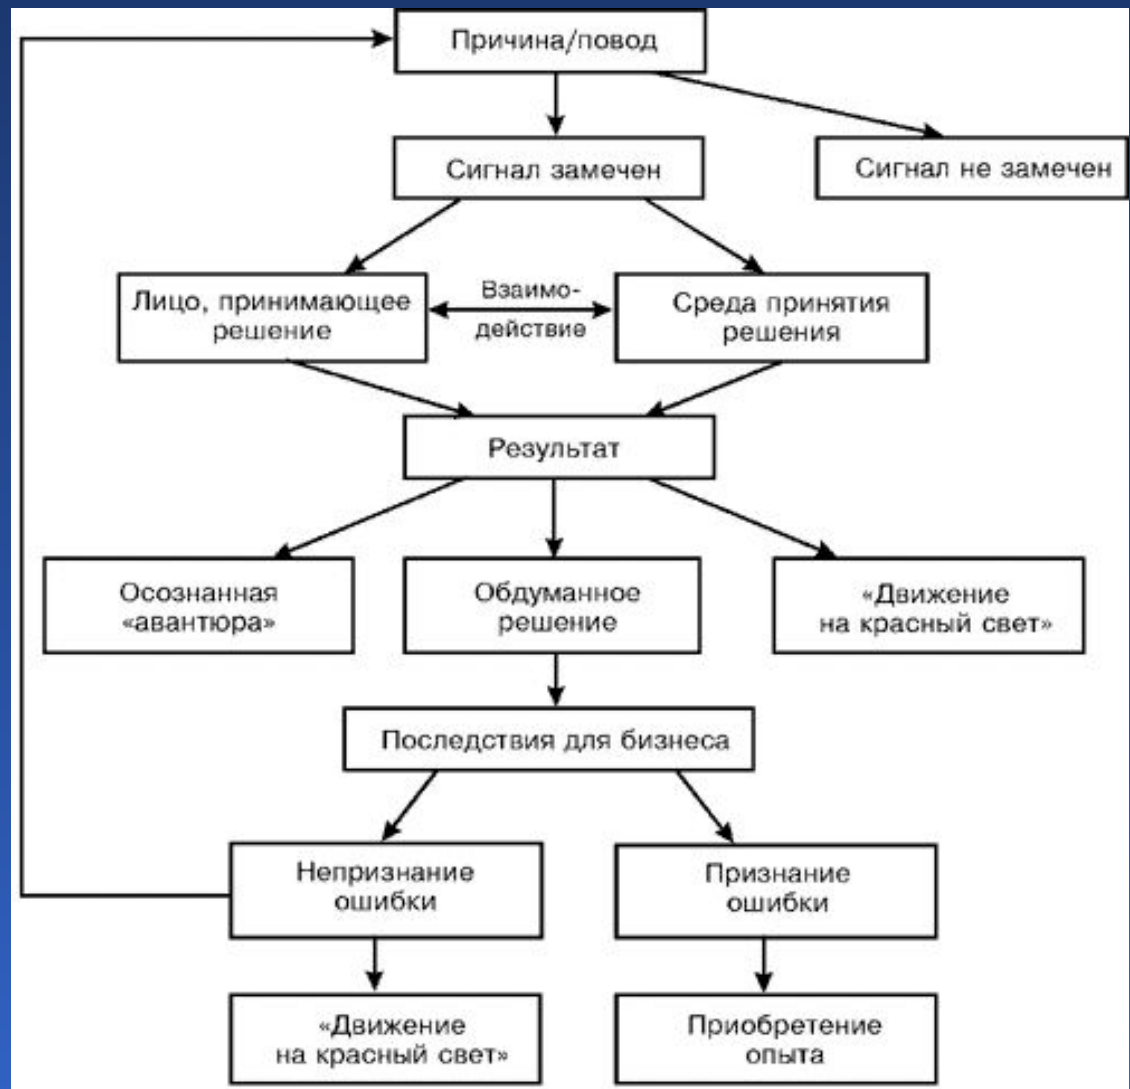 Причина/повод
Сигнал замечен
Сигнал не замечен
Лицо, принимающее
решение
Взаимо-
действие
Среда принятия
решения
Результат
Осознанная
«авантюра»
Обдуманное
решение
«Движение
на красный свет»
Последствия для бизнеса
Непризнание
ошибки
Признание
ошибки
«Движение
на красный свет»
Приобретение
опыта